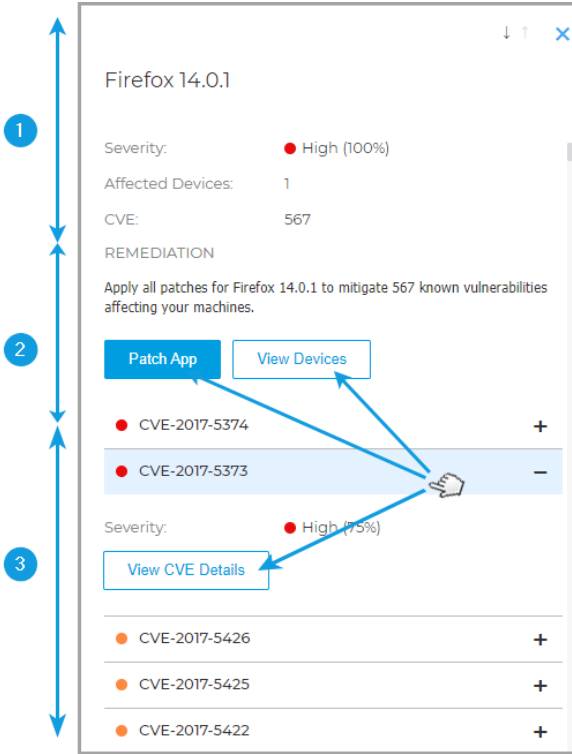 Firefox 14.0.1
1
Severity: High (100%)
Affected Devices: 1
CVE: 567
REMEDIATION
Apply all patches for Firefox 14.0.1 to mitigate 567 known vulnerabilities
affecting your machines.
2
Patch App View Devices
CVE-2017-5374
CVE-2017-5373
Severity: High (75%)
3
View CVE Details
CVE-2017-5426
CVE-2017-5425
CVE-2017-5422